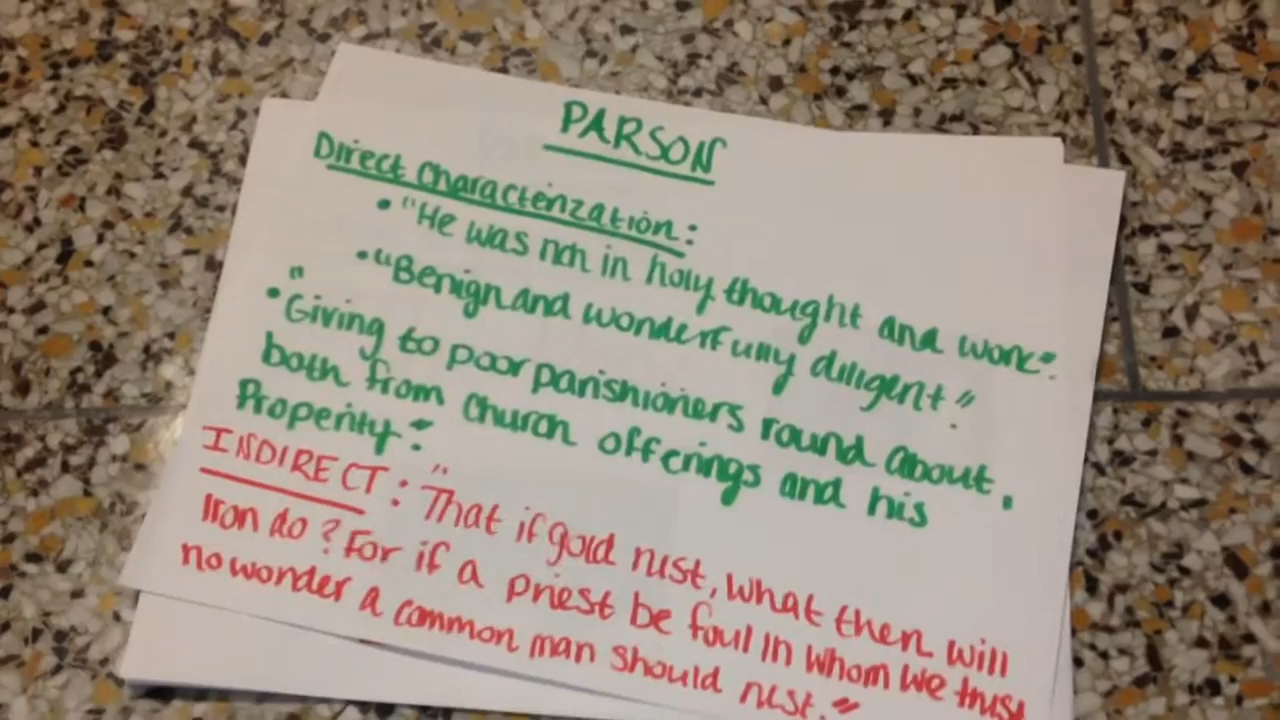 PARSON
Direct characterization:
• "He was rich in holy thought and work".
• "Benign and wonderfully diligent".
• "Giving to poor parishioners round about.
both from church offerings and his
Properity".
INDIRECT: "That if gold rust, what then will
Iron do? For if a priest be foul in whom we trust
no wonder a common man should rust."